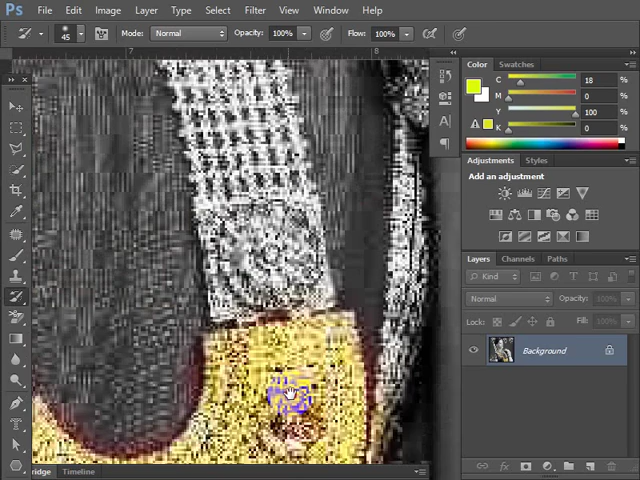 Ps File Edit Image Layer Type Select Filter View Window Help
45 Mode: Normal Opacity: 100% Flow: 100%
7 8
Color Swatches
C 18 %
M 0 %
Y 100 %
K 0 %
Adjustments Styles
Add an adjustment
Layers Channels Paths
Kind
Normal Opacity: 100%
Lock: Fill: 100%
Background
ridge Timeline